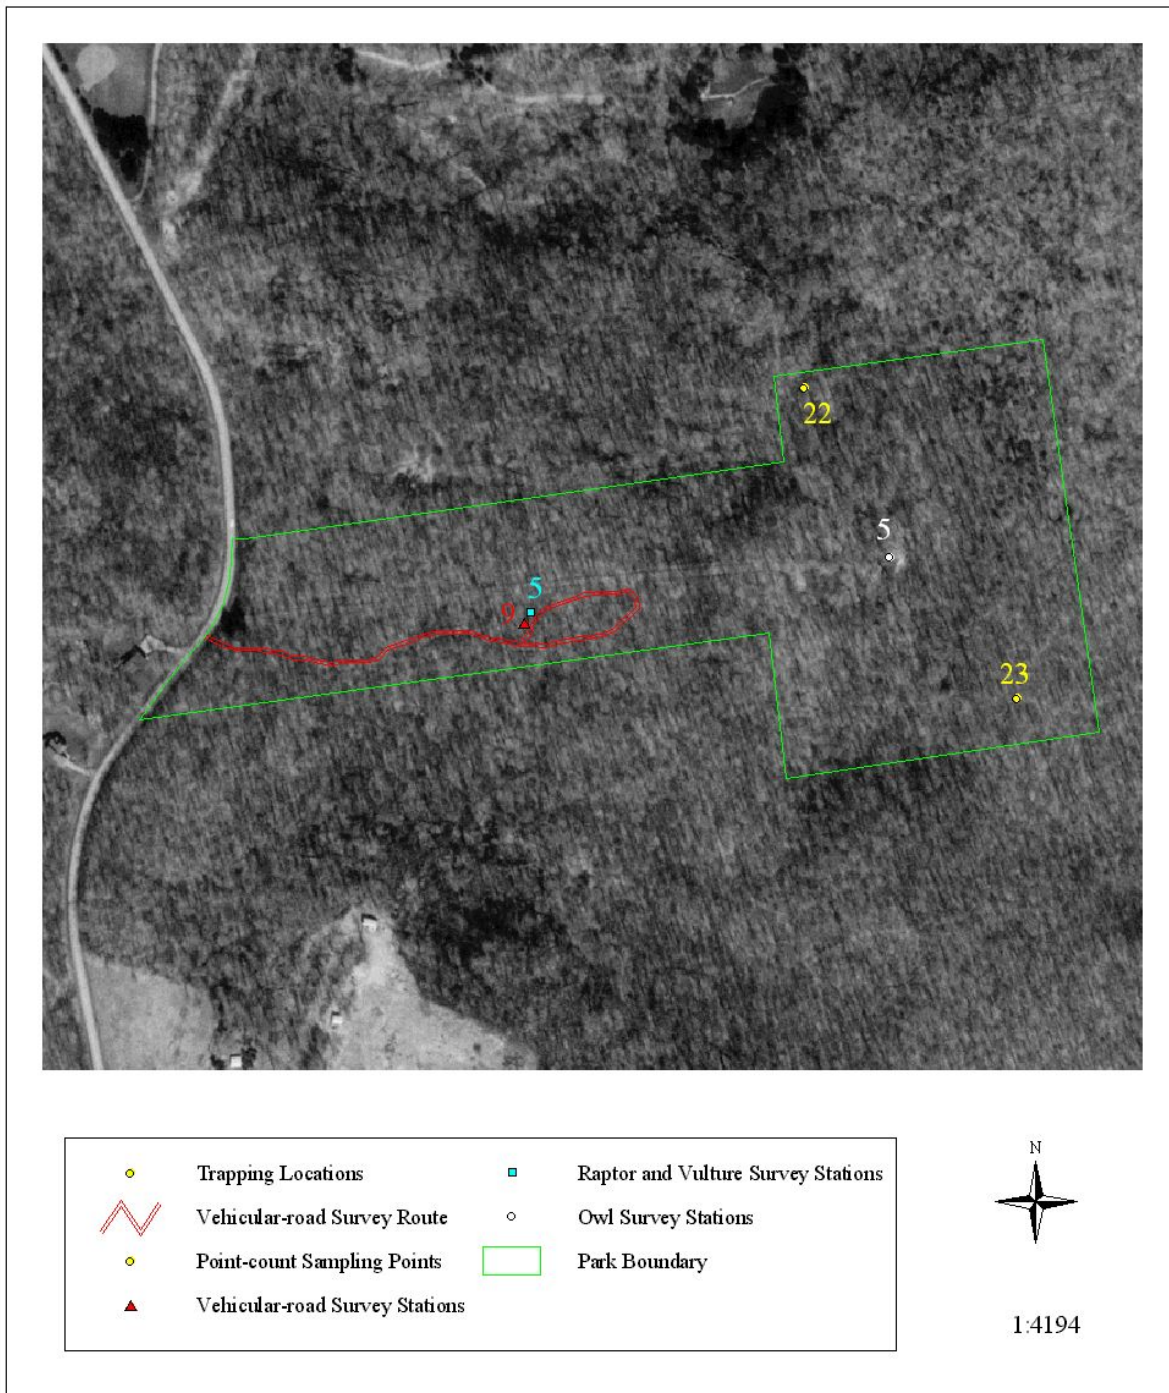 22
5
5
9
23
Trapping Locations
Vehicular-road Survey Route
Point-count Sampling Points
Vehicular-road Survey Stations
Raptor and Vulture Survey Stations
Owl Survey Stations
Park Boundary
N
1:4194